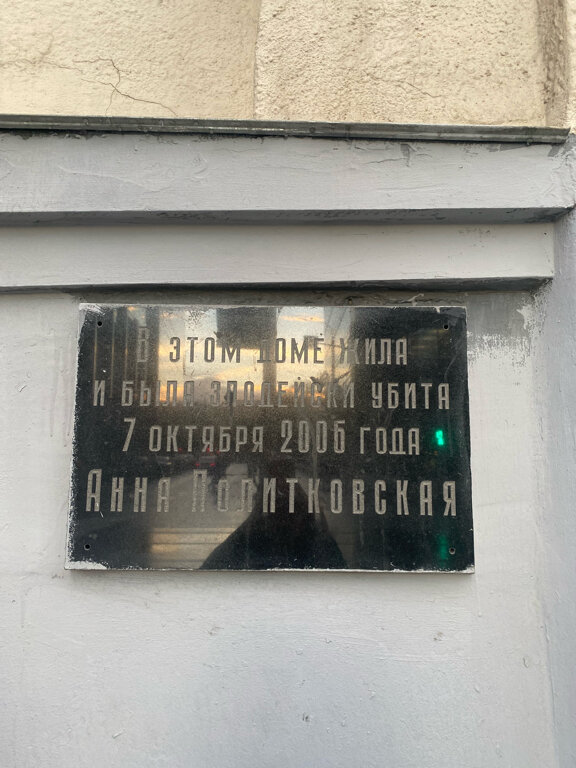 В ЭТОМ ДОМЕ ЖИЛА
И БЫЛА ЗЛОДЕЙСКИ УБИТА
7 ОКТЯБРЯ 2006 ГОДА
АННА ПОЛИТКОВСКАЯ